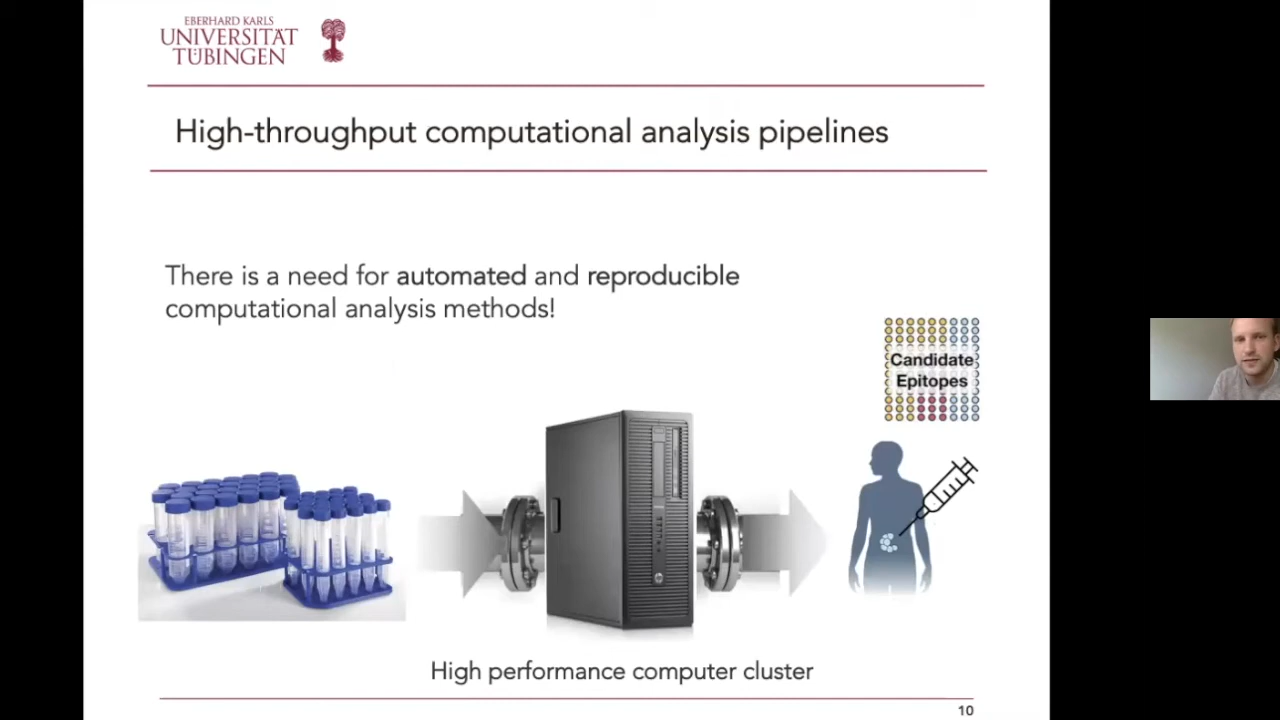 EBERHARD KARLS
UNIVERSITÄT
TÜBINGEN
High-throughput computational analysis pipelines
There is a need for automated and reproducible
computational analysis methods!
Candidate
Epitopes
High performance computer cluster
10